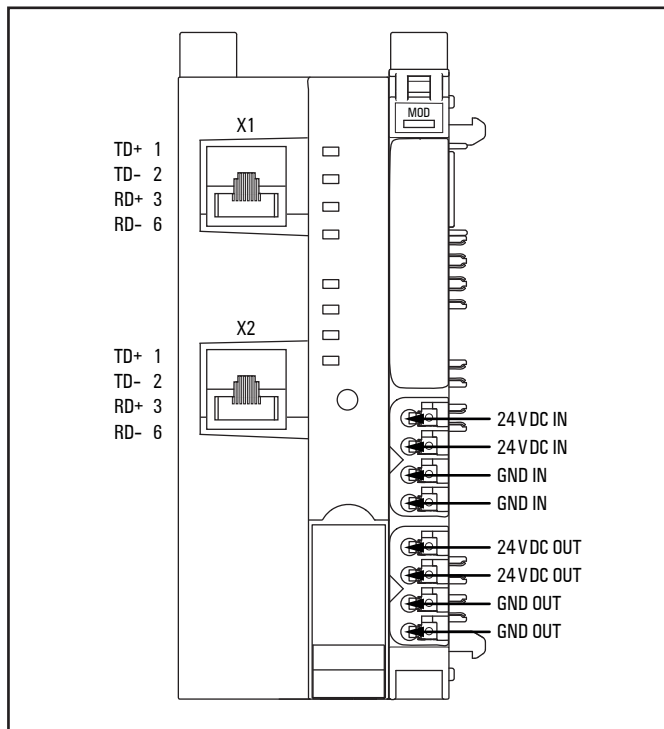 MOD
X1
TD+ 1
TD- 2
RD+ 3
RD- 6
X2
TD+ 1
TD- 2
RD+ 3
RD- 6
24 V DC IN
24 V DC IN
GND IN
GND IN
24 V DC OUT
24 V DC OUT
GND OUT
GND OUT